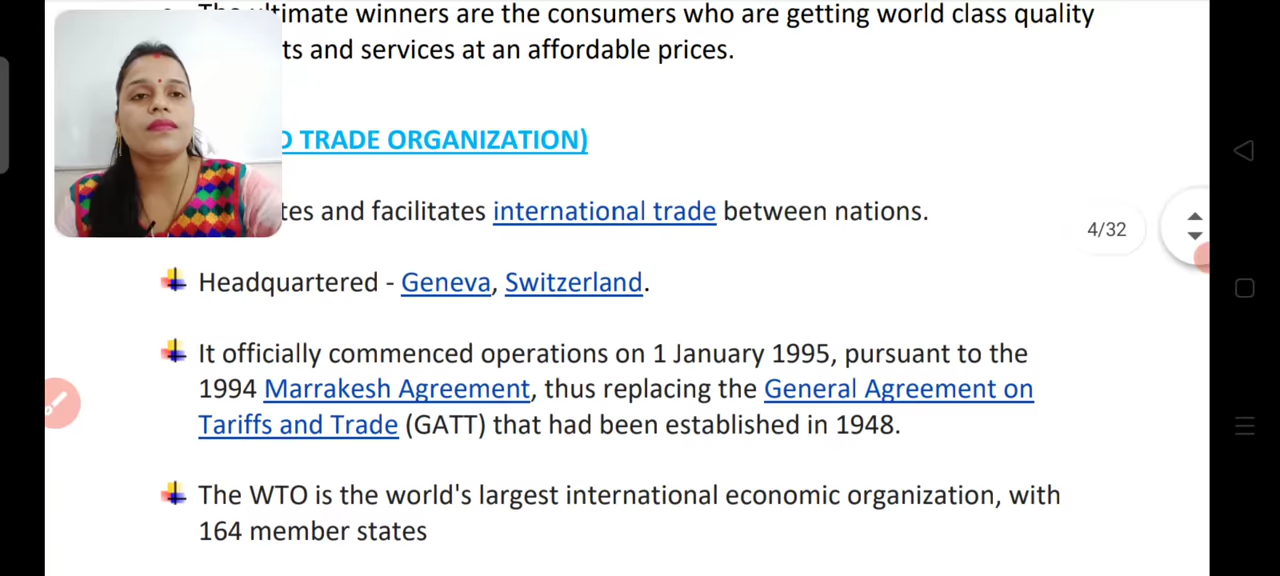 The ultimate winners are the consumers who are getting world class quality
ts and services at an affordable prices.
D TRADE ORGANIZATION)
tes and facilitates international trade between nations.
4/32
Headquartered - Geneva, Switzerland.
It officially commenced operations on 1 January 1995, pursuant to the
1994 Marrakesh Agreement, thus replacing the General Agreement on
Tariffs and Trade (GATT) that had been established in 1948.
The WTO is the world's largest international economic organization, with
164 member states